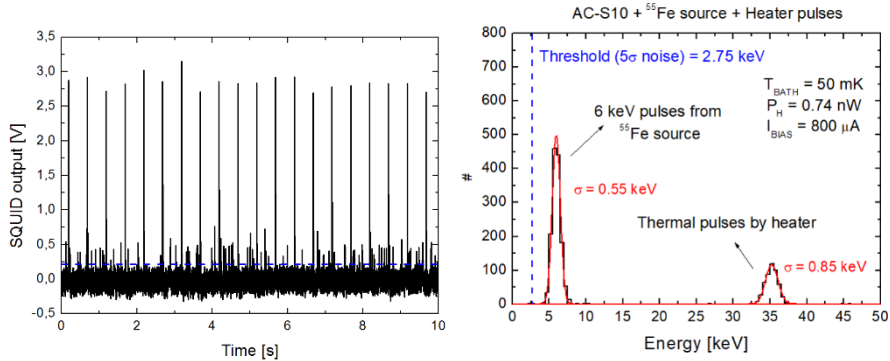 3,5
3,0
2,5
2,0
1,5
1,0
0,5
0,0
-0,5
SQUID output [V]
0 2 4 6 8 10
Time [s]
AC-S10 + ⁵⁵Fe source + Heater pulses
800
700
600
500
400
300
200
100
0
#
Threshold (5σ noise) = 2.75 keV
T_BATH = 50 mK
P_H = 0.74 nW
I_BIAS = 800 μA
6 keV pulses from
⁵⁵Fe source
σ = 0.55 keV
Thermal pulses by heater
σ = 0.85 keV
0 5 10 15 20 25 30 35 40 45 50
Energy [keV]